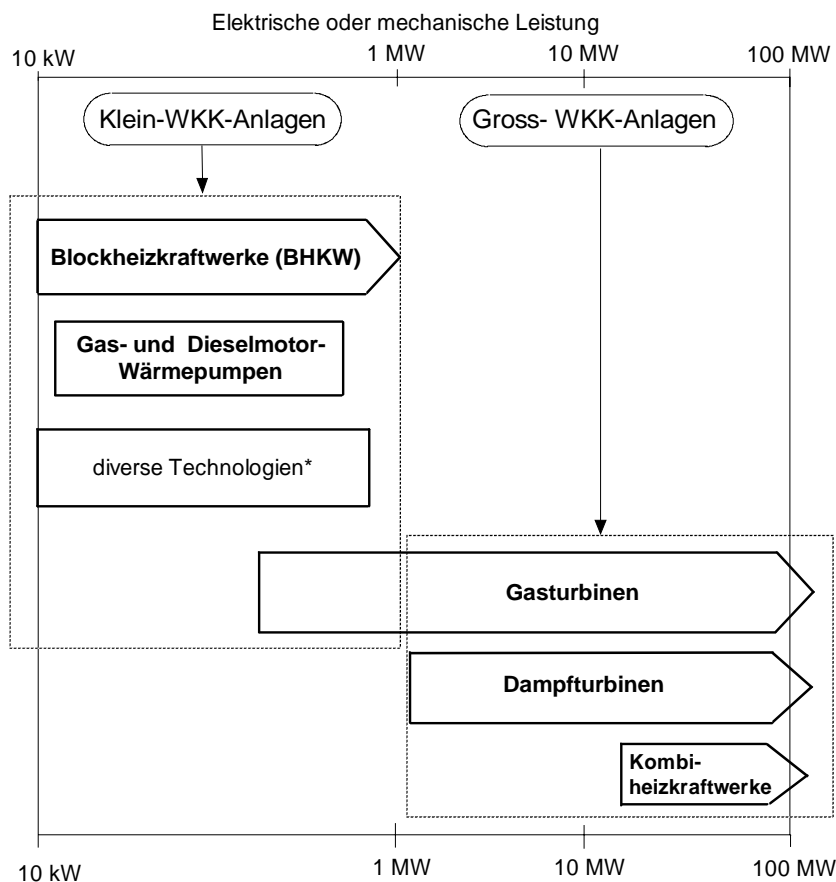 Elektrische oder mechanische Leistung
10 kW 1 MW 10 MW 100 MW
Klein-WKK-Anlagen Gross- WKK-Anlagen
Blockheizkraftwerke (BHKW)
Gas- und Dieselmotor-
Wärmepumpen
diverse Technologien*
Gasturbinen
Dampfturbinen
Kombi-
heizkraftwerke
10 kW 1 MW 10 MW 100 MW